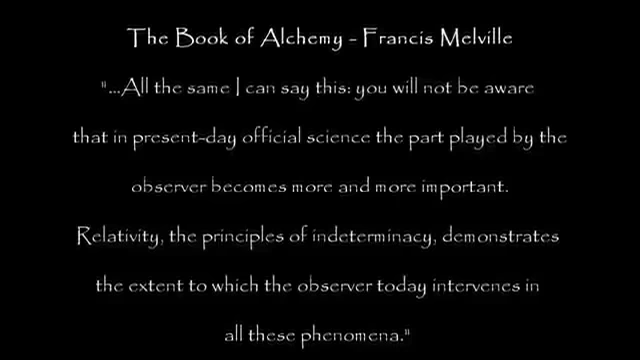 The Book of Alchemy - Francis Melville
"...All the same I can say this: you will not be aware
that in present-day official science the part played by the
observer becomes more and more important.
Relativity, the principles of indeterminacy, demonstrates
the extent to which the observer today intervenes in
all these phenomena."